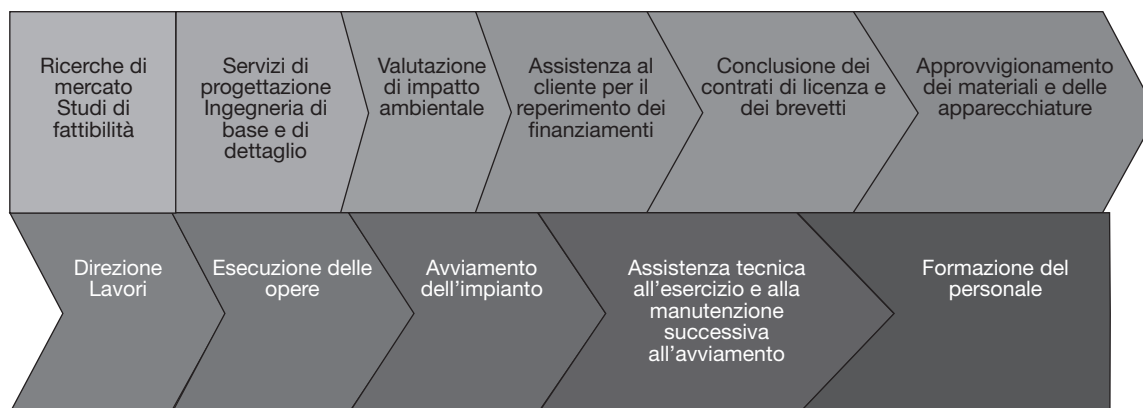 Ricerche di
mercato
Studi di
fattibilità
Servizi di
progettazione
Ingegneria di
base e di
dettaglio
Valutazione
di impatto
ambientale
Assistenza al
cliente per il
reperimento dei
finanziamenti
Conclusione dei
contrati di licenza e
dei brevetti
Approvvigionamento
dei materiali e delle
apparecchiature
Direzione
Lavori
Esecuzione delle
opere
Avviamento
dell'impianto
Assistenza tecnica
all'esercizio e alla
manutenzione
successiva
all'avviamento
Formazione del
personale